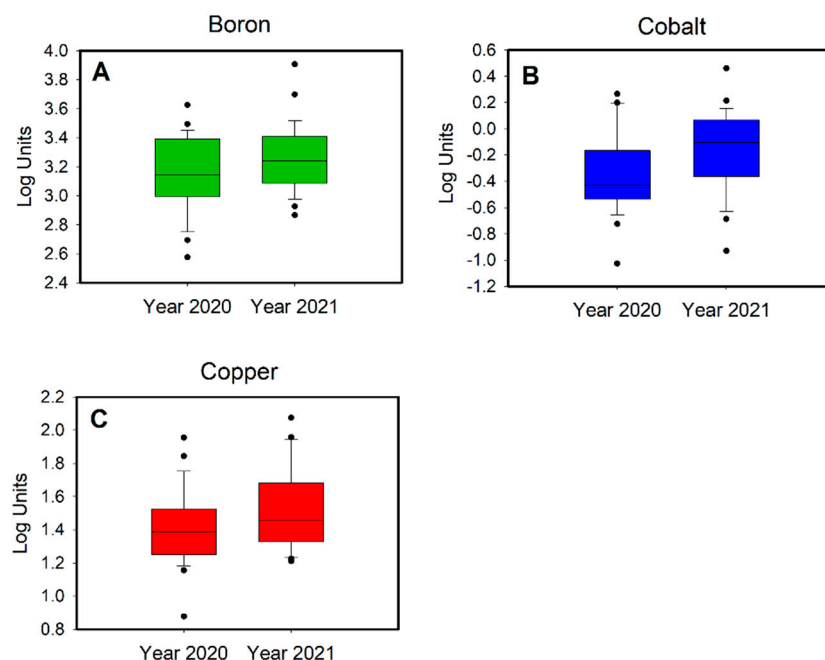 Boron
A
Log Units
4.0
3.8
3.6
3.4
3.2
3.0
2.8
2.6
2.4
Year 2020 Year 2021
Cobalt
B
Log Units
0.6
0.4
0.2
0.0
-0.2
-0.4
-0.6
-0.8
-1.0
-1.2
Year 2020 Year 2021
Copper
C
Log Units
2.2
2.0
1.8
1.6
1.4
1.2
1.0
0.8
Year 2020 Year 2021